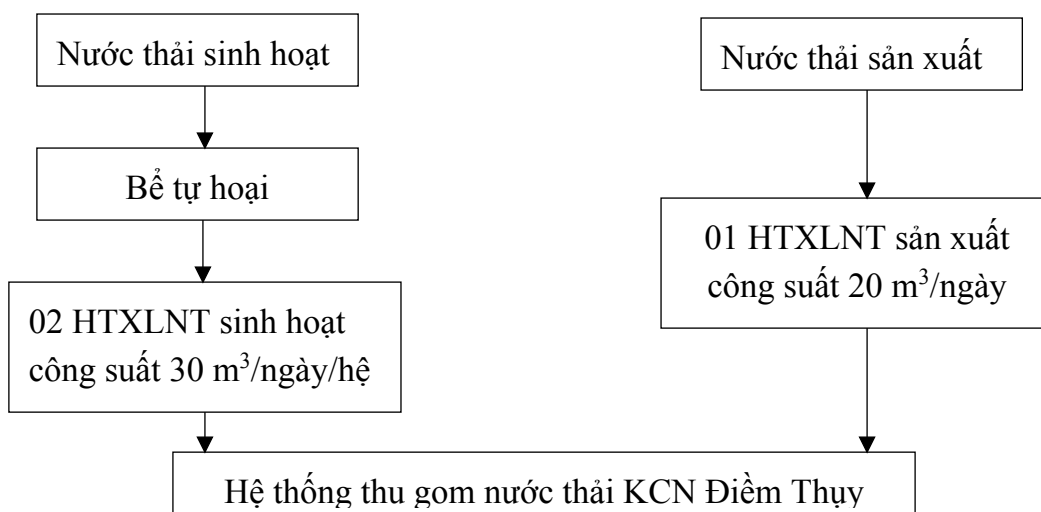 Nước thải sinh hoạt
Nước thải sản xuất
Bể tự hoại
01 HTXLNT sản xuất
công suất 20 m³/ngày
02 HTXLNT sinh hoạt
công suất 30 m³/ngày/hệ
Hệ thống thu gom nước thải KCN Điềm Thụy